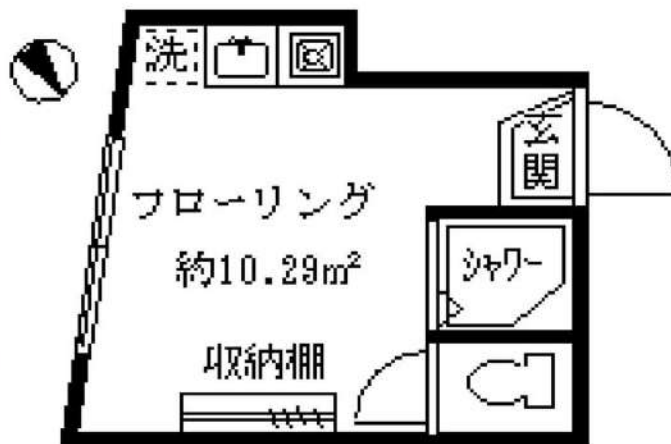 洗
玄関
フローリング
約10.29m²
シャワー
収納棚